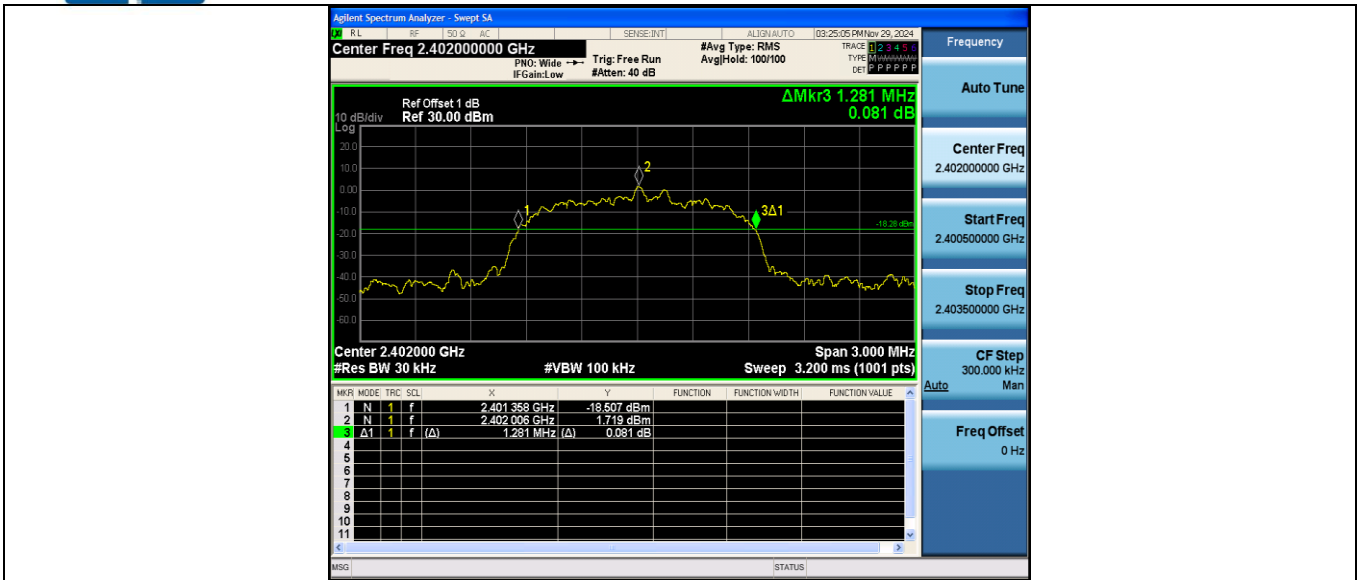 Agilent Spectrum Analyzer - Swept SA
LXI RL RF 50 Ω AC SENSE:INT ALIGNAUTO 03:25:05 PM Nov 29, 2024
Center Freq 2.402000000 GHz
PNO: Wide
IFGain:Low
Trig: Free Run
#Atten: 40 dB
#Avg Type: RMS
Avg|Hold: 100/100
TRACE 1 2 3 4 5 6
TYPE M WWWWW
DET P P P P P P
ΔMkr3 1.281 MHz
0.081 dB
Ref Offset 1 dB
10 dB/div Ref 30.00 dBm
Log
20.0
10.0
0.00
-10.0
-20.0
-30.0
-40.0
-50.0
-60.0
1
2
3Δ1
-18.28 dBm
Center 2.402000 GHz Span 3.000 MHz
#Res BW 30 kHz #VBW 100 kHz Sweep 3.200 ms (1001 pts)
MKR MODE TRC SCL X Y FUNCTION FUNCTION WIDTH FUNCTION VALUE
1 N 1 f 2.401 358 GHz -18.507 dBm
2 N 1 f 2.402 006 GHz 1.719 dBm
3 Δ1 1 f (Δ) 1.281 MHz (Δ) 0.081 dB
4
5
6
7
8
9
10
11
MSG STATUS
Frequency
Auto Tune
Center Freq
2.402000000 GHz
Start Freq
2.400500000 GHz
Stop Freq
2.403500000 GHz
CF Step
300.000 kHz
Auto Man
Freq Offset
0 Hz